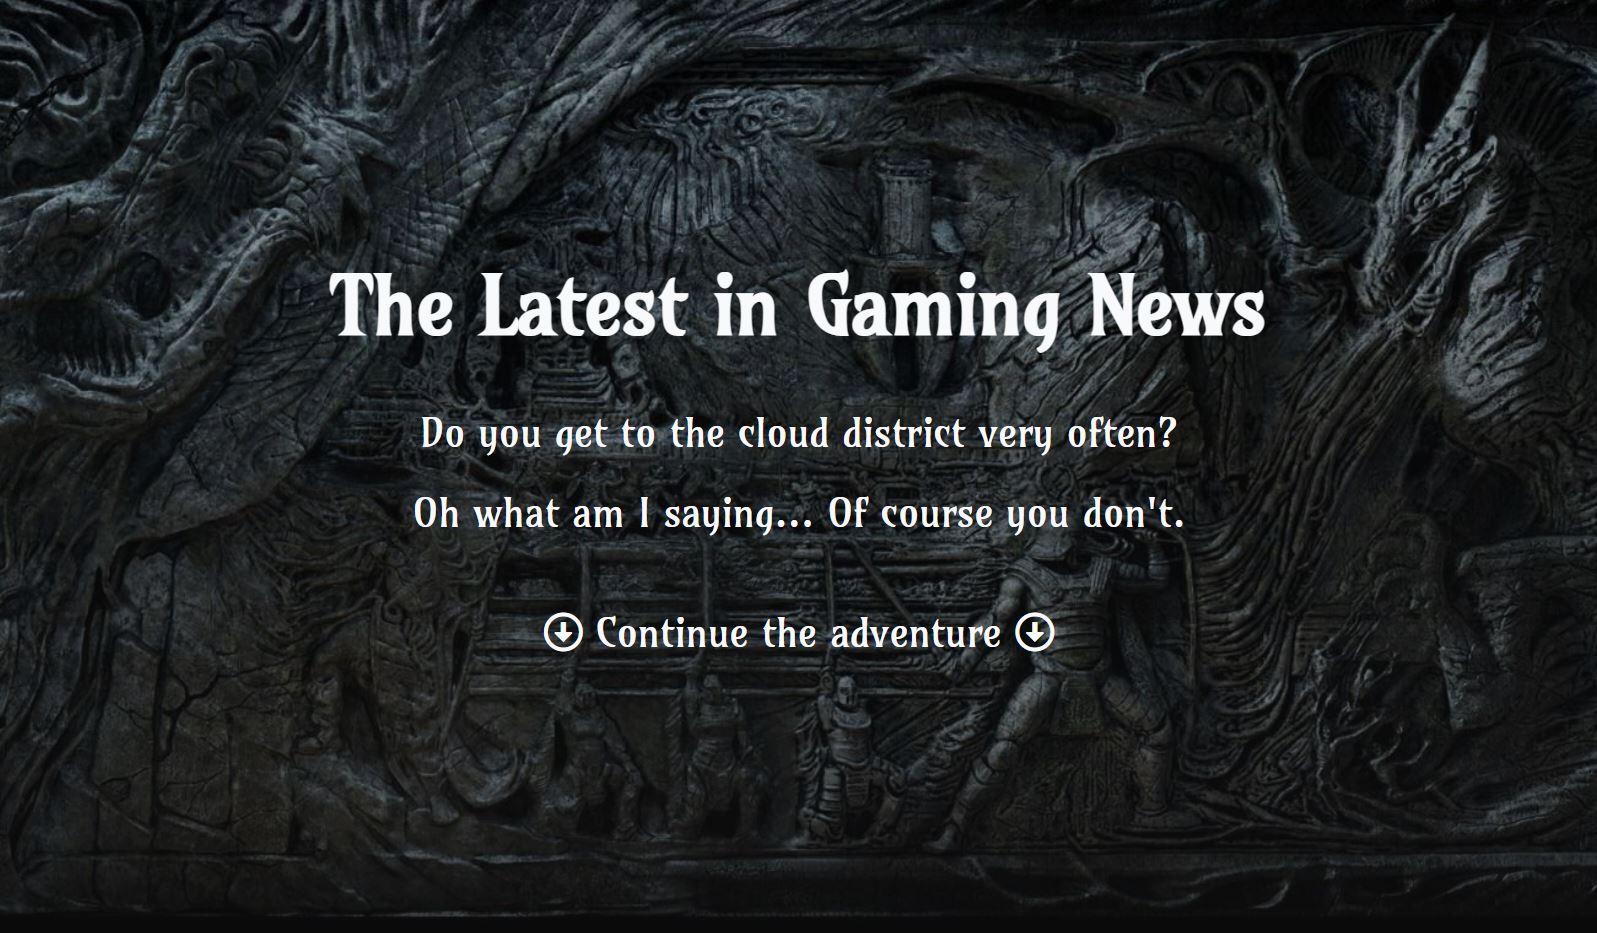 The Latest in Gaming News
Do you get to the cloud district very often?
Oh what am I saying... Of course you don't.
Continue the adventure